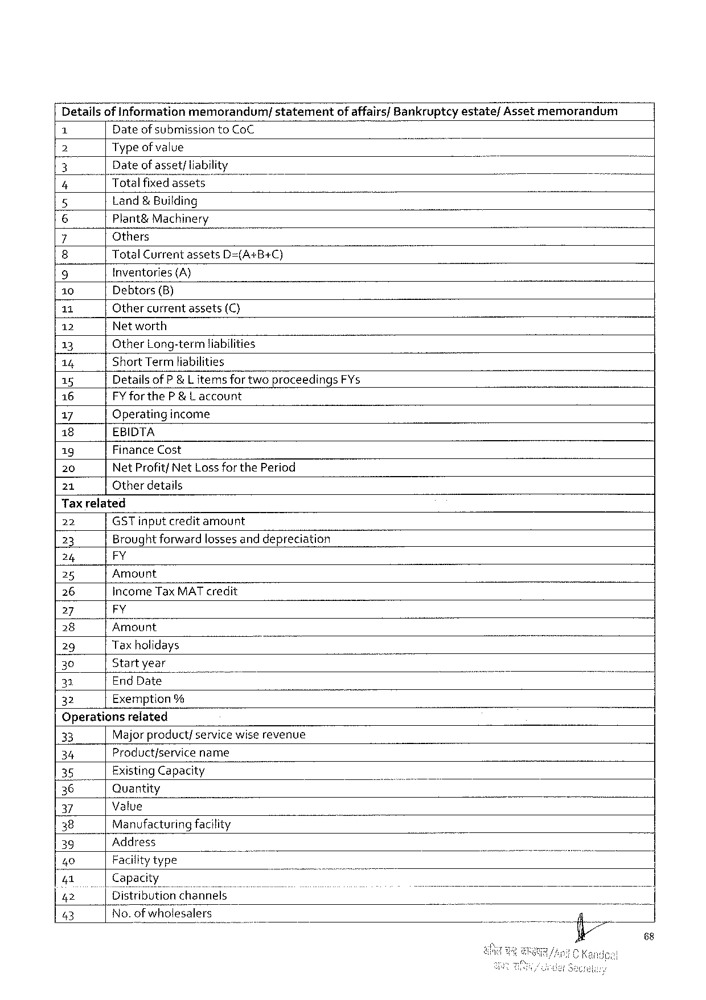 Details of Information memorandum/ statement of affairs/ Bankruptcy estate/ Asset memorandum
1 Date of submission to CoC
2 Type of value
3 Date of asset/ liability
4 Total fixed assets
5 Land & Building
6 Plant& Machinery
7 Others
8 Total Current assets D=(A+B+C)
9 Inventories (A)
10 Debtors (B)
11 Other current assets (C)
12 Net worth
13 Other Long-term liabilities
14 Short Term liabilities
15 Details of P & L items for two proceedings FYs
16 FY for the P & L account
17 Operating income
18 EBIDTA
19 Finance Cost
20 Net Profit/ Net Loss for the Period
21 Other details
Tax related
22 GST input credit amount
23 Brought forward losses and depreciation
24 FY
25 Amount
26 Income Tax MAT credit
27 FY
28 Amount
29 Tax holidays
30 Start year
31 End Date
32 Exemption %
Operations related
33 Major product/ service wise revenue
34 Product/service name
35 Existing Capacity
36 Quantity
37 Value
38 Manufacturing facility
39 Address
40 Facility type
41 Capacity
42 Distribution channels
43 No. of wholesalers
68
/Anil C Kandpal
/Under Secretary